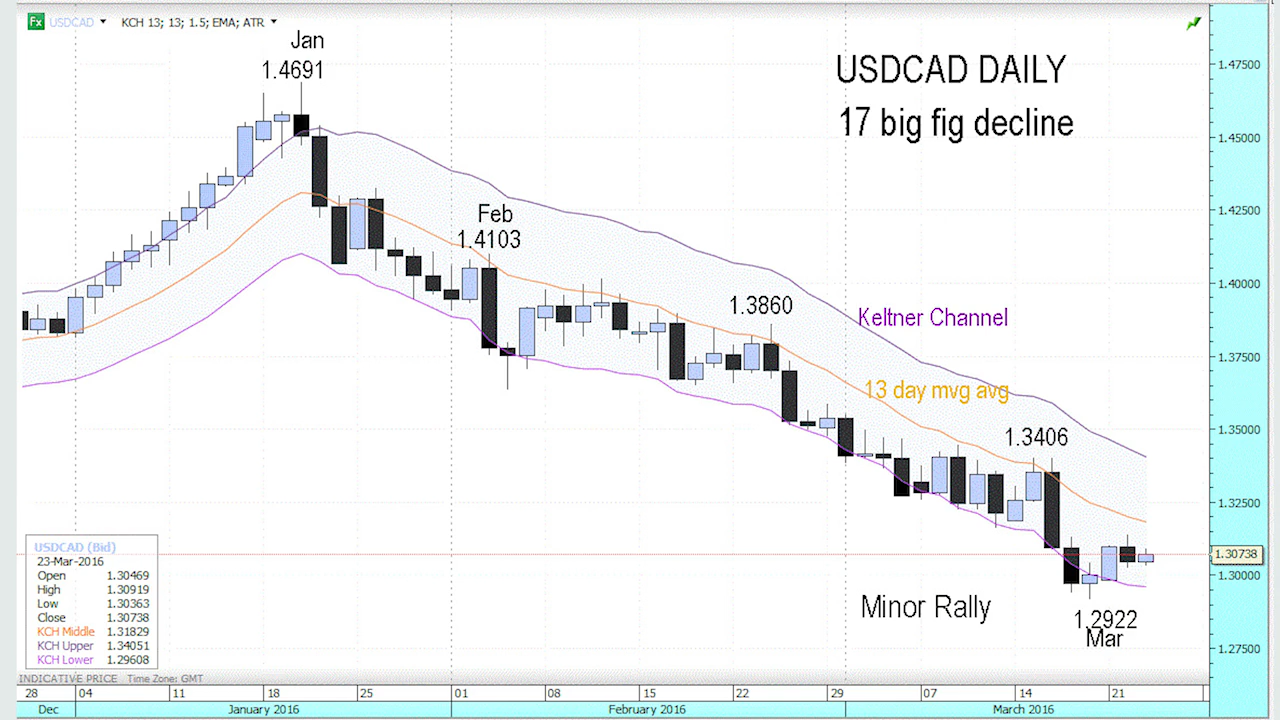 Fx USDCAD KCH 13; 13; 1.5; EMA; ATR
Jan
1.4691
USDCAD DAILY
17 big fig decline
Feb
1.4103
1.3860
Keltner Channel
13 day mvg avg
1.3406
Minor Rally
1.2922
Mar
1.47500
1.45000
1.42500
1.40000
1.37500
1.35000
1.32500
1.30738
1.30000
1.27500
USDCAD (Bid)
23-Mar-2016
Open 1.30469
High 1.30919
Low 1.30363
Close 1.30738
KCH Middle 1.31829
KCH Upper 1.34051
KCH Lower 1.29608
INDICATIVE PRICE Time Zone: GMT
28 04 11 18 25 01 08 15 22 29 07 14 21
Dec January 2016 February 2016 March 2016